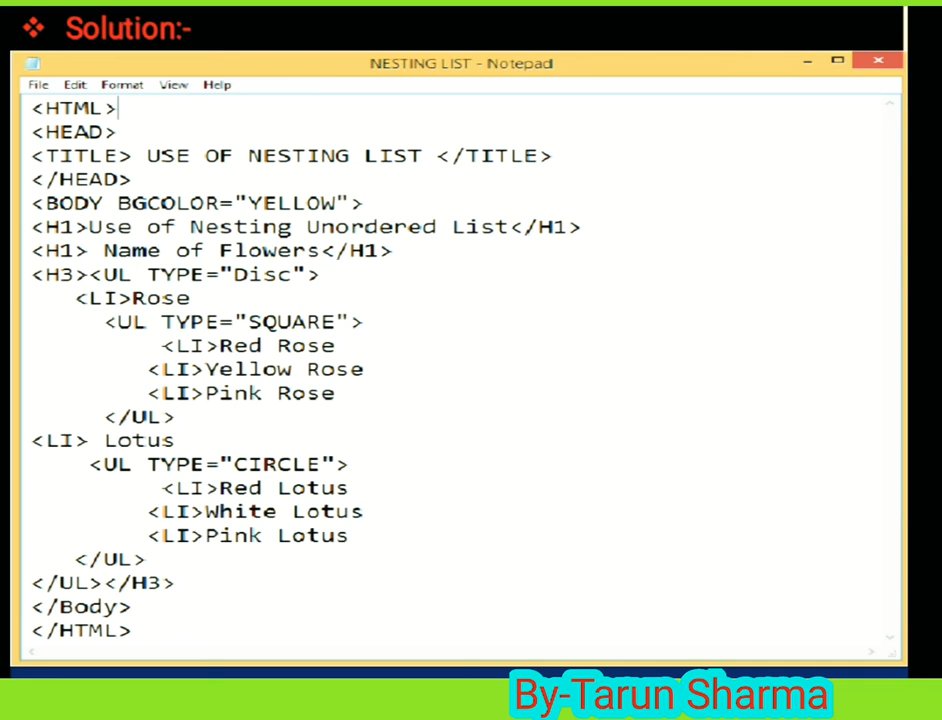 ❖ Solution:-
NESTING LIST - Notepad
File Edit Format View Help
<HTML>
<HEAD>
<TITLE> USE OF NESTING LIST </TITLE>
</HEAD>
<BODY BGCOLOR="YELLOW">
<H1>Use of Nesting Unordered List</H1>
<H1> Name of Flowers</H1>
<H3><UL TYPE="Disc">
<LI>Rose
<UL TYPE="SQUARE">
<LI>Red Rose
<LI>Yellow Rose
<LI>Pink Rose
</UL>
<LI> Lotus
<UL TYPE="CIRCLE">
<LI>Red Lotus
<LI>White Lotus
<LI>Pink Lotus
</UL>
</UL></H3>
</Body>
</HTML>
By-Tarun Sharma